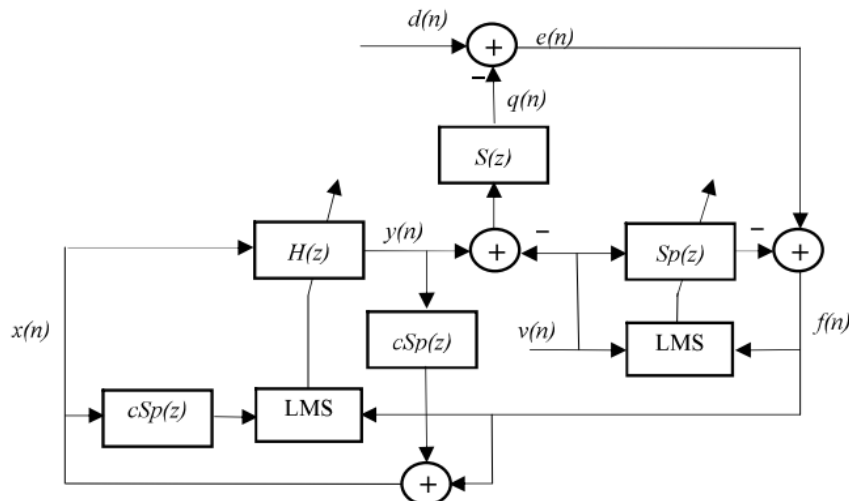 d(n)
+
e(n)
−
q(n)
S(z)
y(n)
−
−
H(z)
+
Sp(z)
+
x(n)
cSp(z)
v(n)
LMS
f(n)
cSp(z)
LMS
+